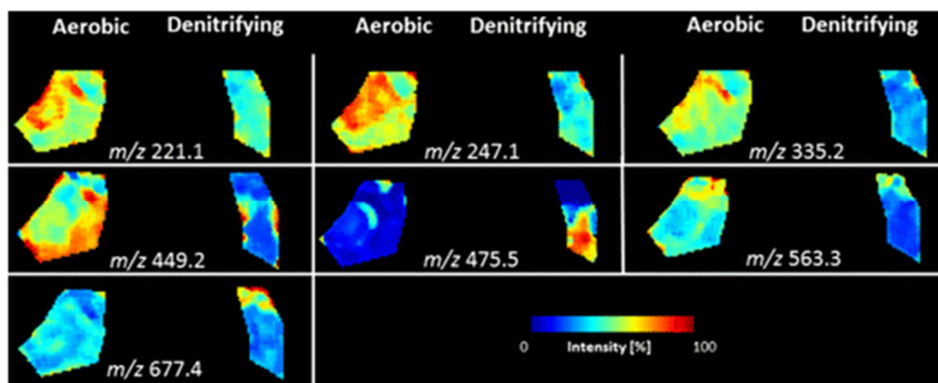 Aerobic Denitrifying Aerobic Denitrifying Aerobic Denitrifying
m/z 221.1 m/z 247.1 m/z 335.2
m/z 449.2 m/z 475.5 m/z 563.3
m/z 677.4
0 Intensity [%] 100